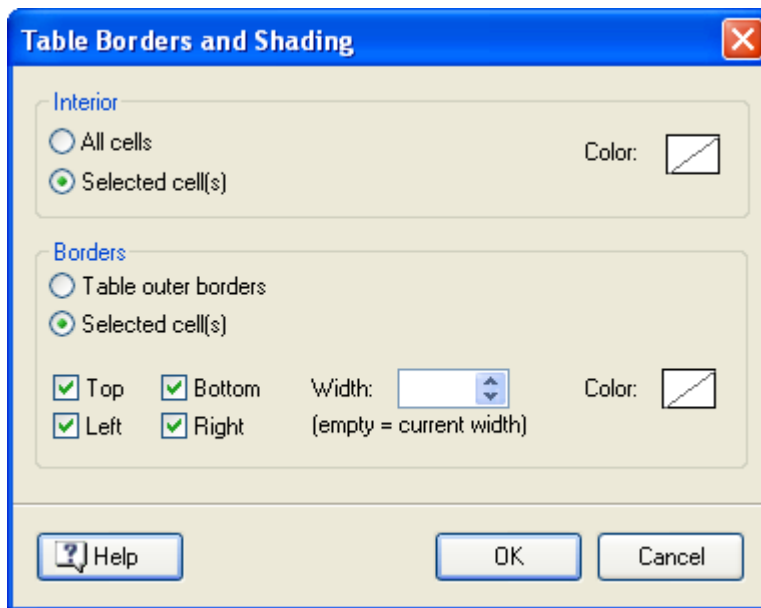 Table Borders and Shading
Interior
All cells
Color:
Selected cell(s)
Borders
Table outer borders
Selected cell(s)
Top Bottom Width: Color:
Left Right (empty = current width)
Help OK Cancel